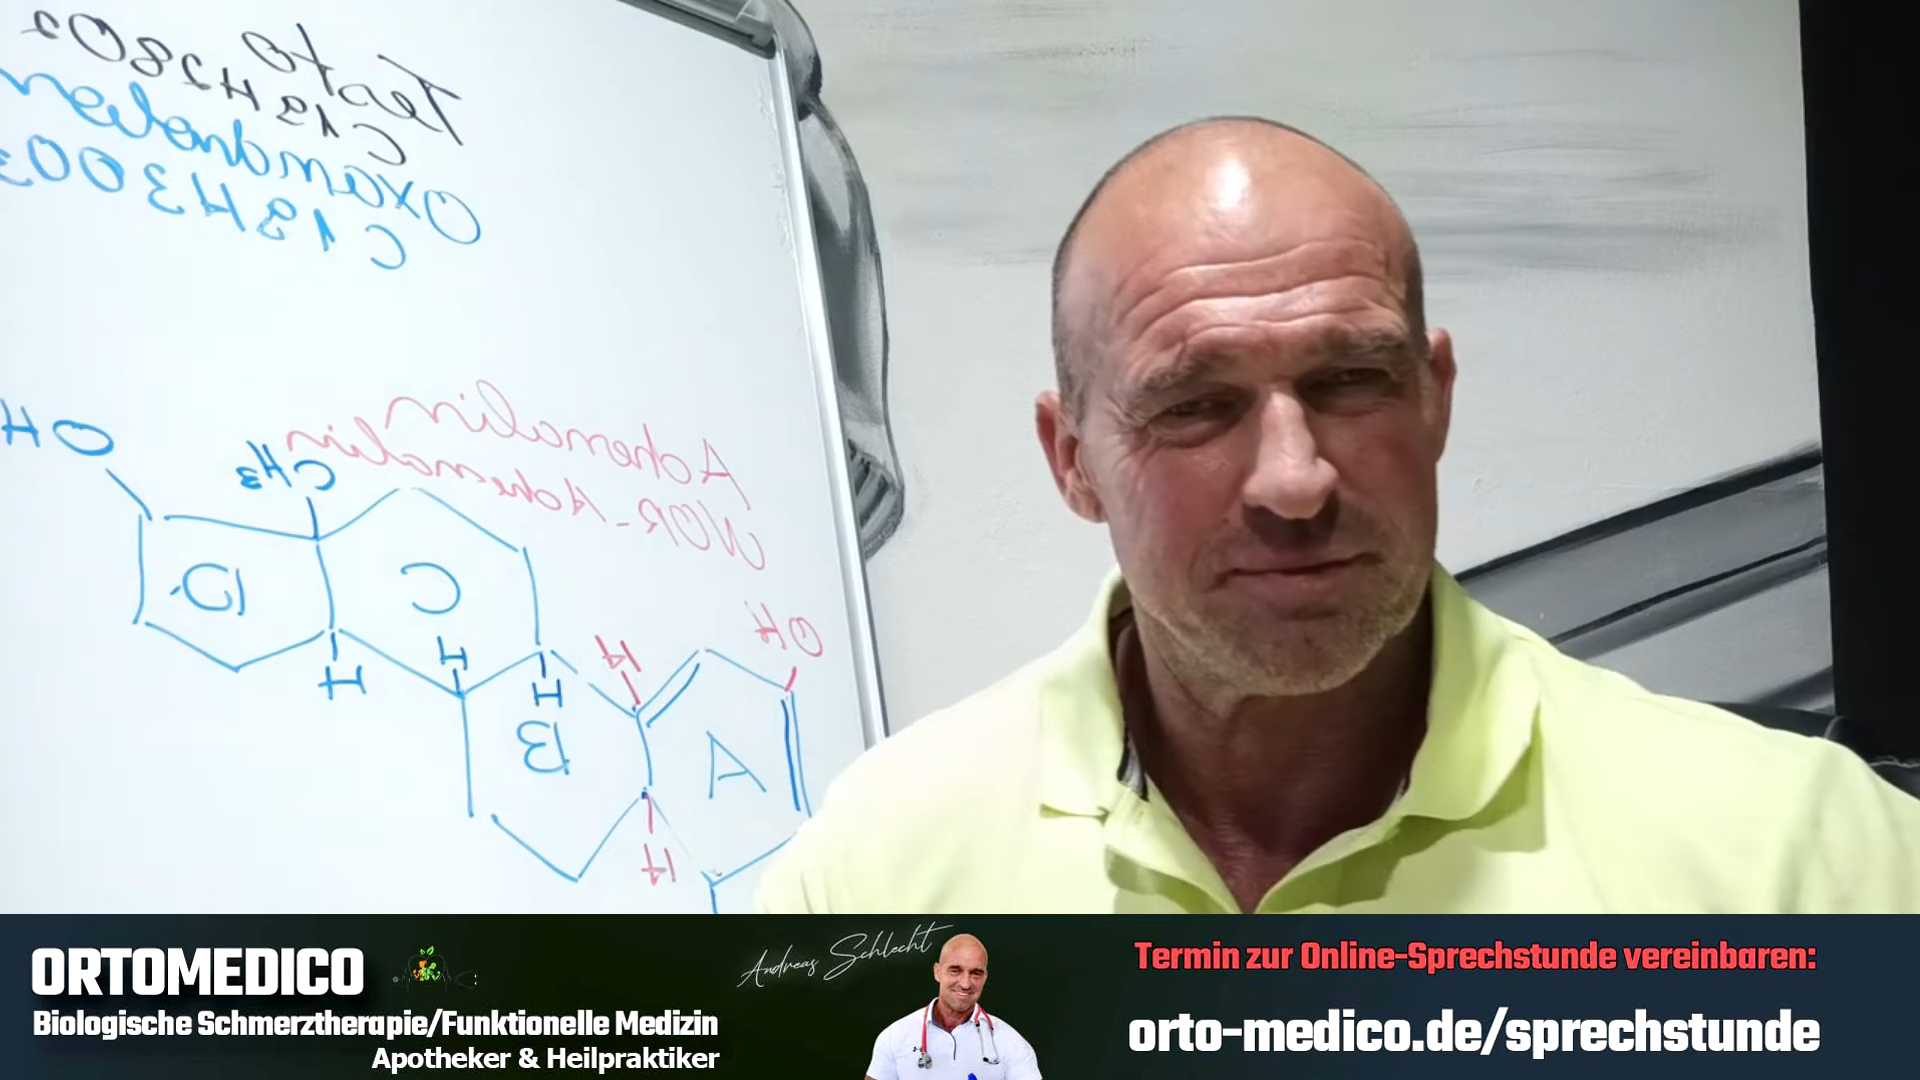 Testo
C19H28O2
Oxandrolon
C19H30O3
Adrenalin
NOR-Adrenalin
OH
CH3
OH
D
C
H
H
H
H
B
A
H
ORTOMEDICO
Biologische Schmerztherapie/Funktionelle Medizin
Apotheker & Heilpraktiker
Andreas Schlecht
Termin zur Online-Sprechstunde vereinbaren:
orto-medico.de/sprechstunde